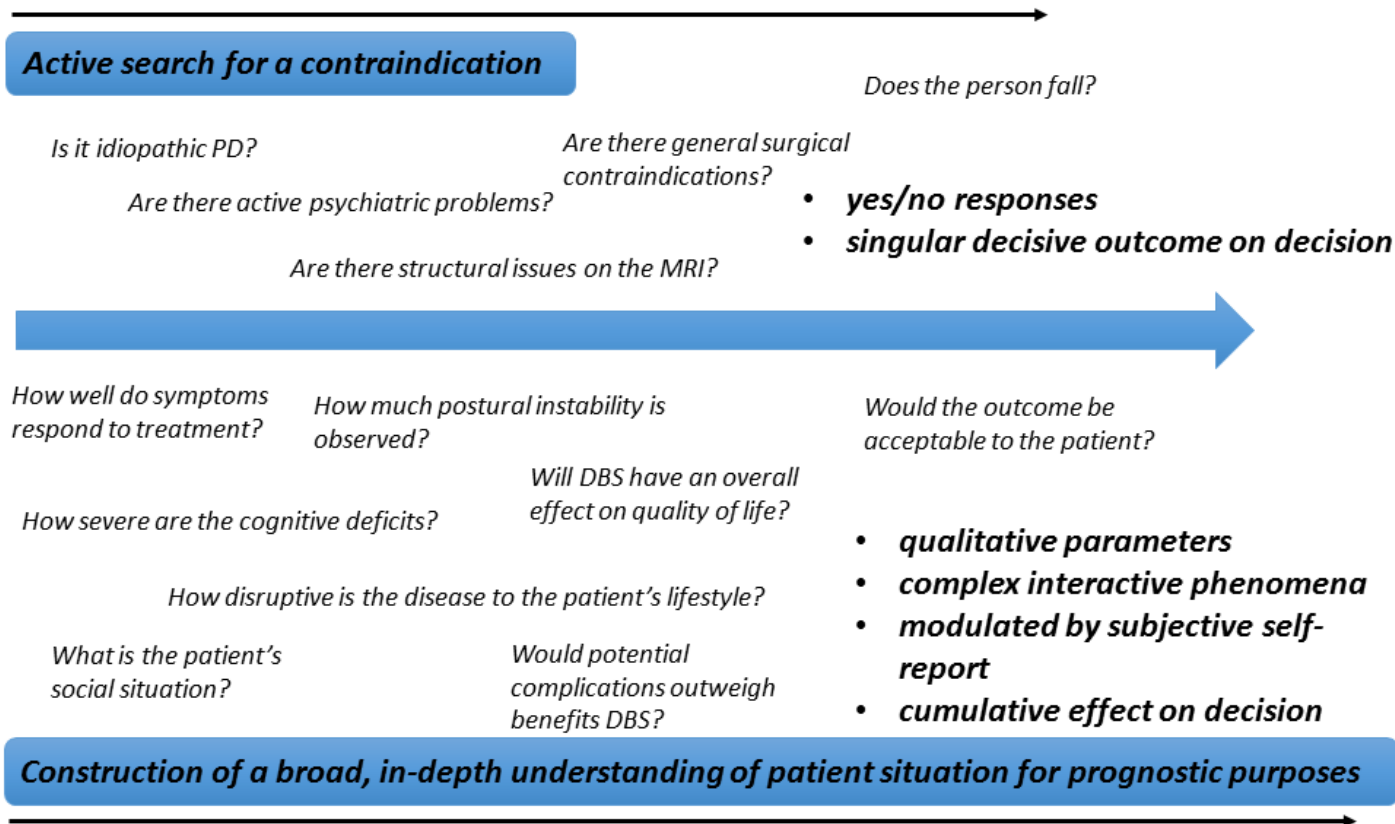 Active search for a contraindication
Does the person fall?
Is it idiopathic PD?
Are there general surgical
contraindications?
Are there active psychiatric problems?
• yes/no responses
• singular decisive outcome on decision
Are there structural issues on the MRI?
How well do symptoms
respond to treatment?
How much postural instability is
observed?
Would the outcome be
acceptable to the patient?
Will DBS have an overall
effect on quality of life?
How severe are the cognitive deficits?
• qualitative parameters
• complex interactive phenomena
• modulated by subjective self-
report
• cumulative effect on decision
How disruptive is the disease to the patient’s lifestyle?
What is the patient’s
social situation?
Would potential
complications outweigh
benefits DBS?
Construction of a broad, in-depth understanding of patient situation for prognostic purposes